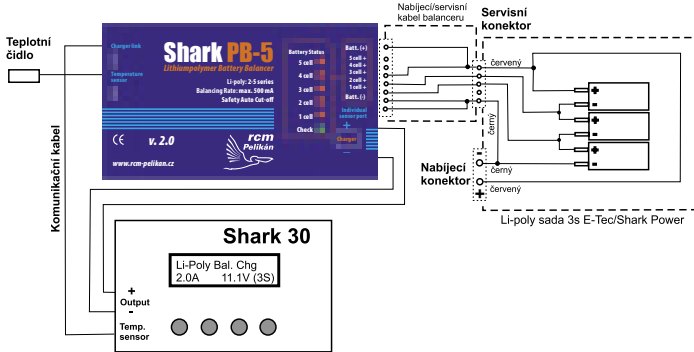 Nabíjecí/servisní
kabel balanceru
Servisní
konektor
Teplotní
čidlo
Charger link
Temperature
sensor
Shark PB-5
Lithiumpolymer Battery Balancer
Li-poly: 2-5 series
Balancing Rate: max. 500 mA
Safety Auto Cut-off
Battery Status
5 cell
4 cell
3 cell
2 cell
1 cell
Check
Batt. (+)
5 cell +
4 cell +
3 cell +
2 cell +
1 cell +
Batt. (-)
Individual
sensor port
+
Charger
–
CE
v. 2.0
rcm
Pelikán
www.rcm-pelikan.cz
červený
černý
+
-
+
-
+
-
Nabíjecí
konektor
-
+
černý
červený
Li-poly sada 3s E-Tec/Shark Power
Komunikační kabel
Shark 30
Li-Poly Bal. Chg
2.0A 11.1V (3S)
+
Output
-
Temp.
sensor